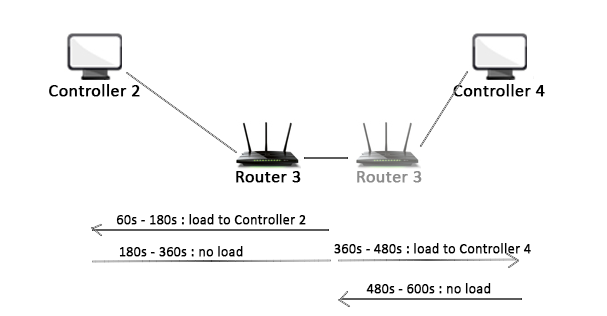 Controller 2
Controller 4
Router 3
Router 3
60s - 180s : load to Controller 2
180s - 360s : no load
360s - 480s : load to Controller 4
480s - 600s : no load